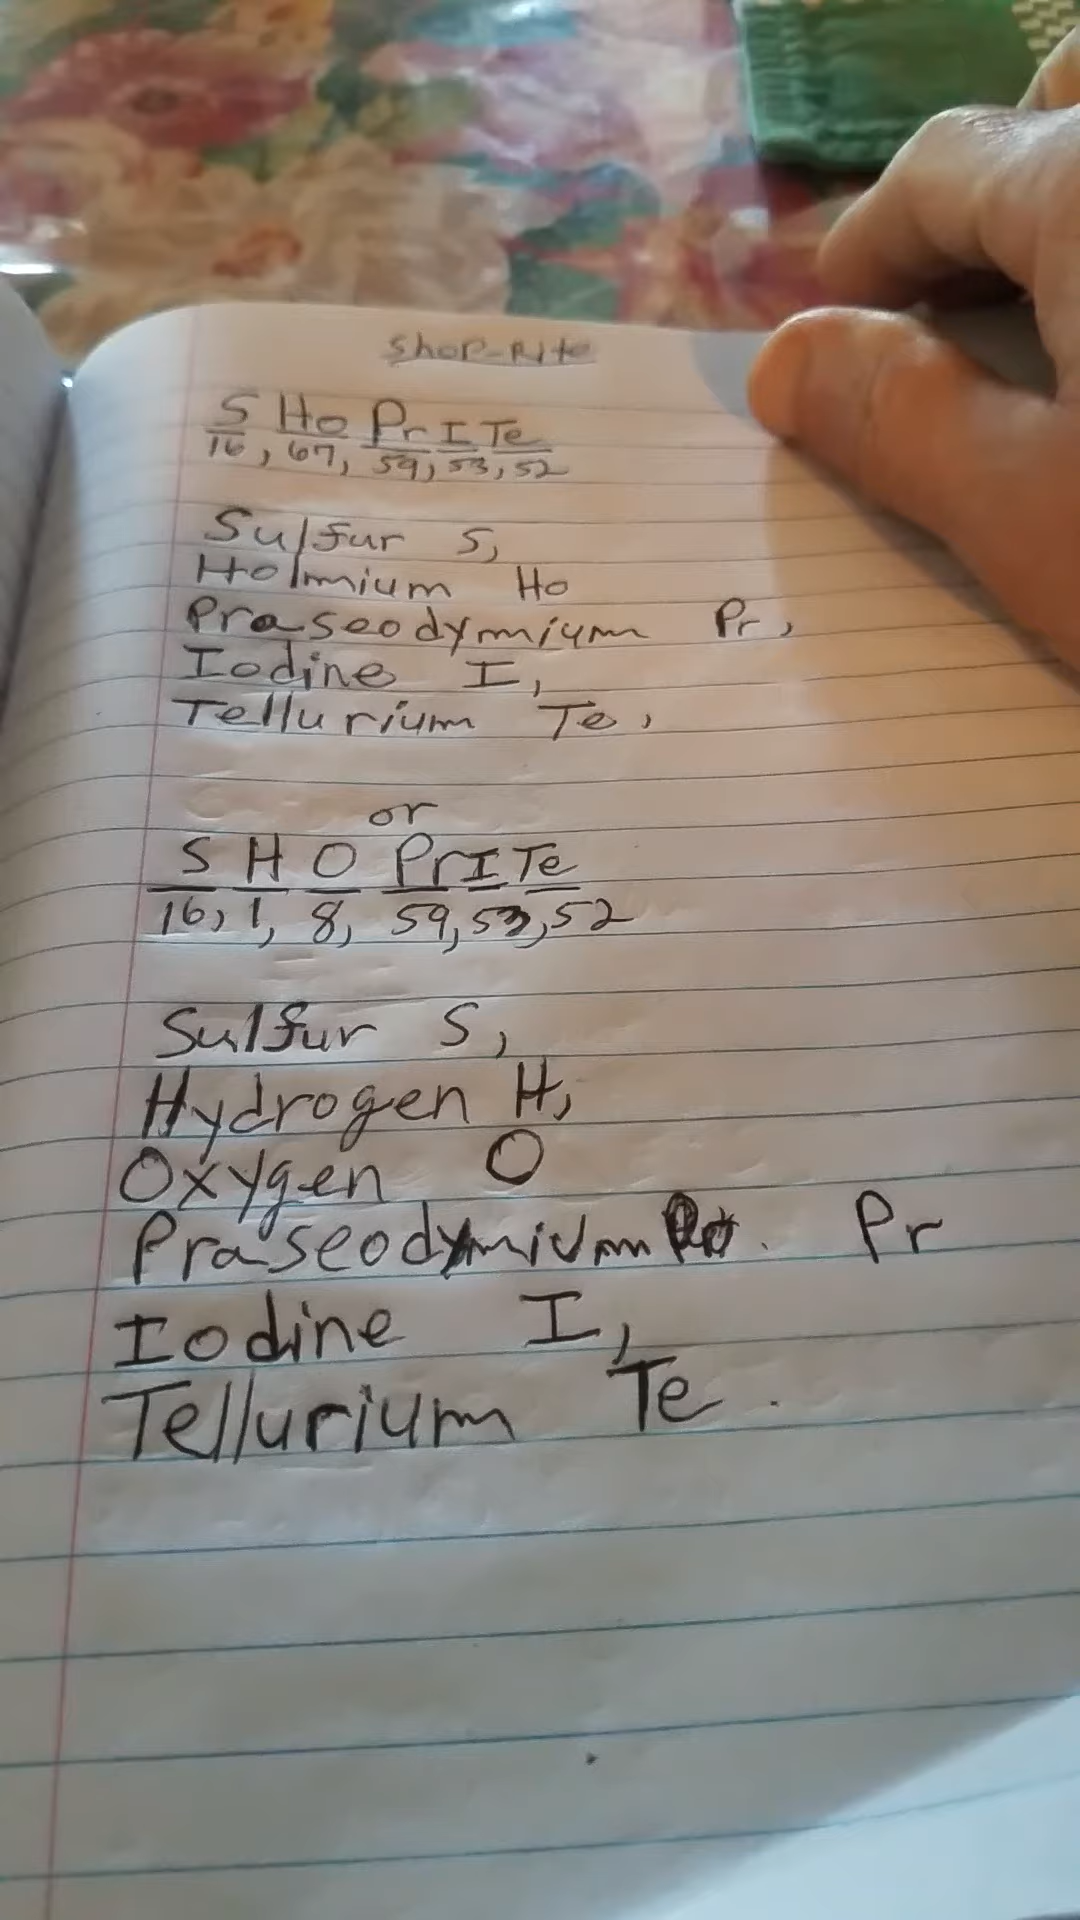 Shop-Rite
S Ho Pr I Te
16, 67, 59, 53, 52
Sulfur S,
Holmium Ho
Praseodymium Pr,
Iodine I,
Tellurium Te,
or
S H O Pr I Te
16, 1, 8, 59, 53, 52
Sulfur S,
Hydrogen H,
Oxygen O
Praseodymium Pr
Iodine I,
Tellurium Te.